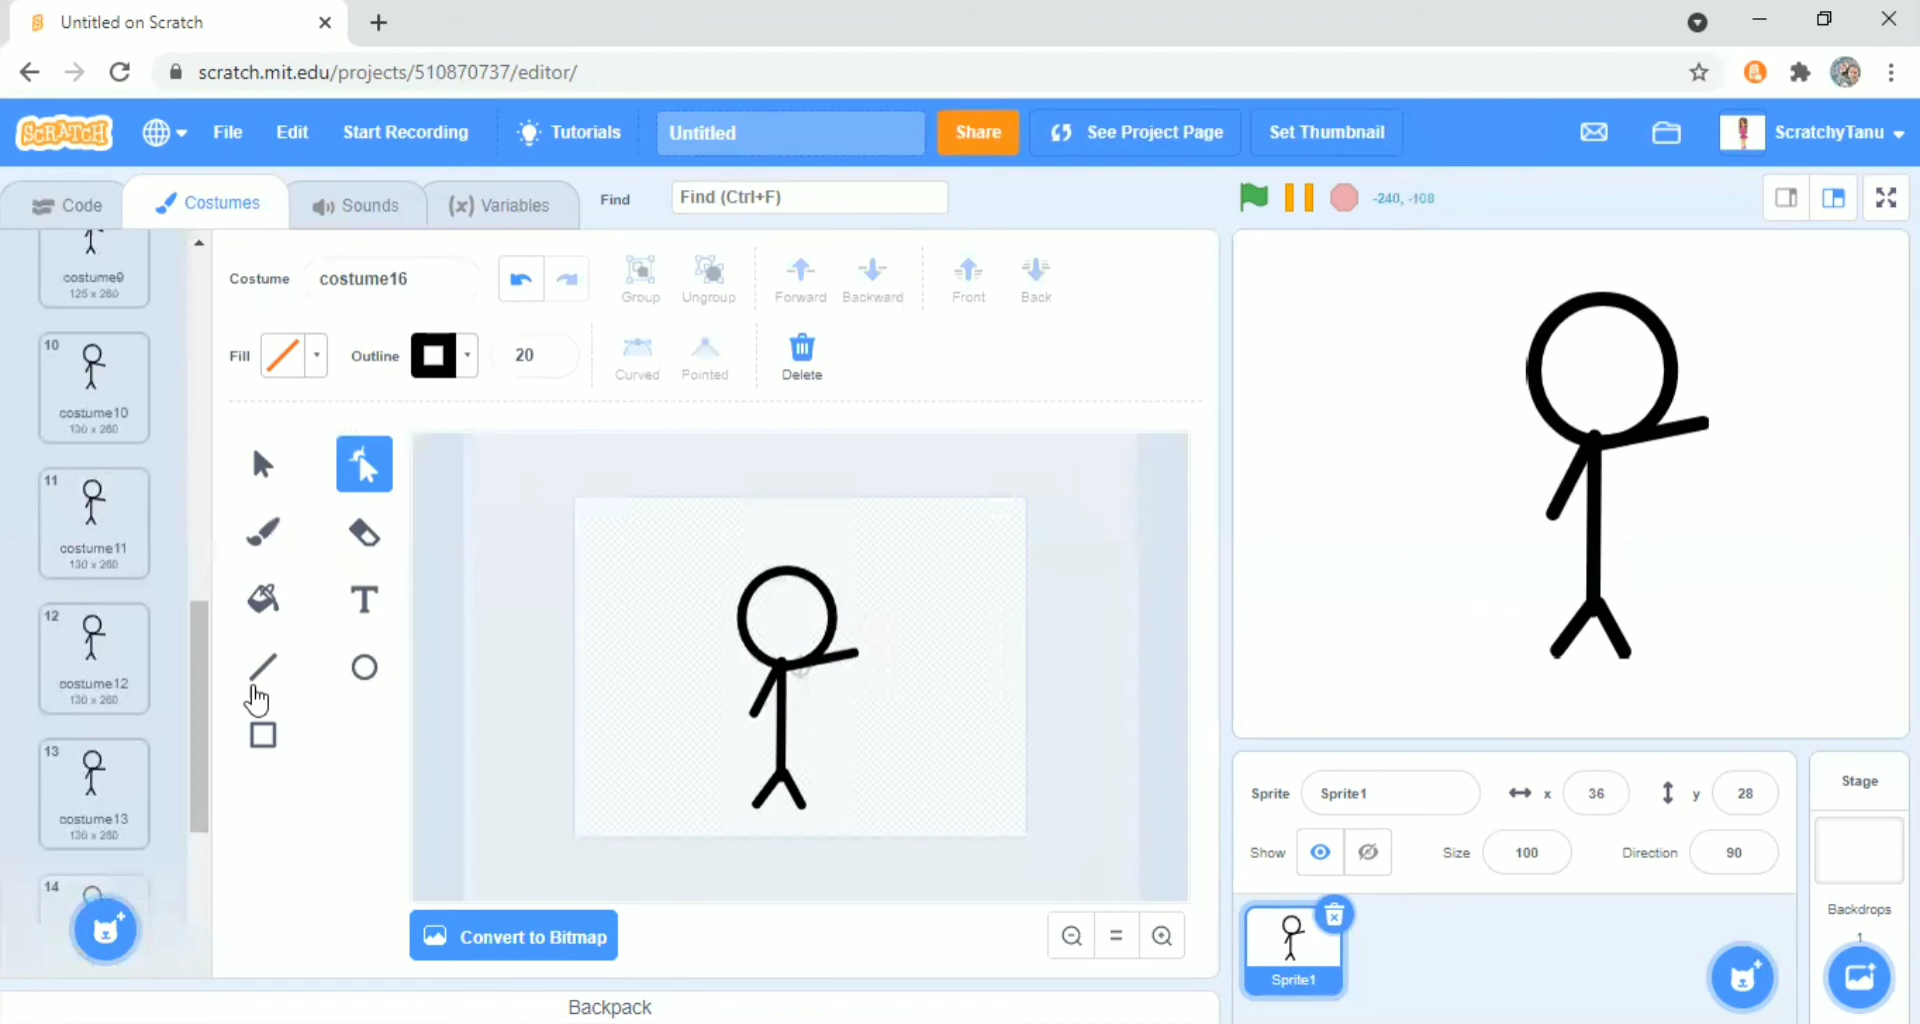 Untitled on Scratch
scratch.mit.edu/projects/510870737/editor/
SCRATCH File Edit Start Recording Tutorials Untitled Share See Project Page Set Thumbnail ScratchyTanu
Code Costumes Sounds (x) Variables Find Find (Ctrl+F) -240, -108
costume9
125 x 260
10
costume10
130 x 260
11
costume11
130 x 260
12
costume12
130 x 260
13
costume13
130 x 260
14
Costume costume16
Group Ungroup Forward Backward Front Back
Fill Outline 20
Curved Pointed Delete
T
Convert to Bitmap
=
Backpack
Sprite Sprite1 x 36 y 28
Show Size 100 Direction 90
Sprite1
Stage
Backdrops
1